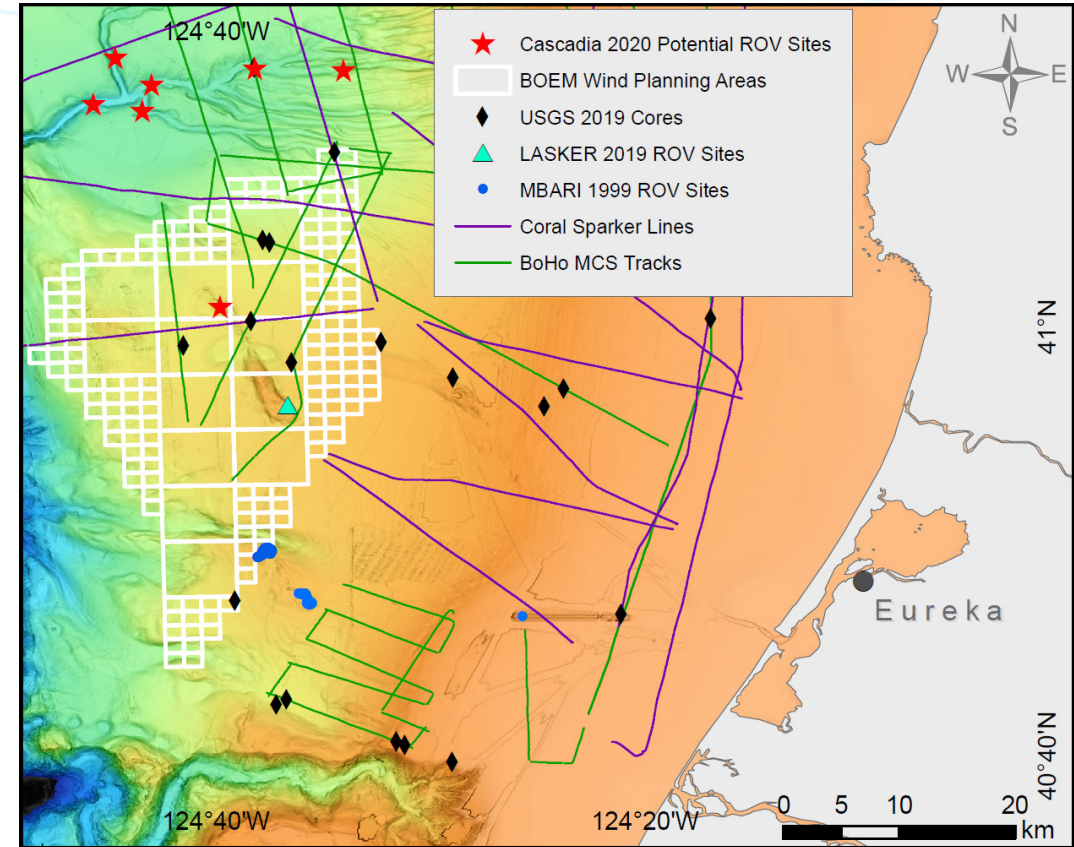 124°40'W
Cascadia 2020 Potential ROV Sites
BOEM Wind Planning Areas
USGS 2019 Cores
LASKER 2019 ROV Sites
MBARI 1999 ROV Sites
Coral Sparker Lines
BoHo MCS Tracks
N
W
E
S
41°N
Eureka
40°40'N
124°40'W
124°20'W
0 5 10 20
km